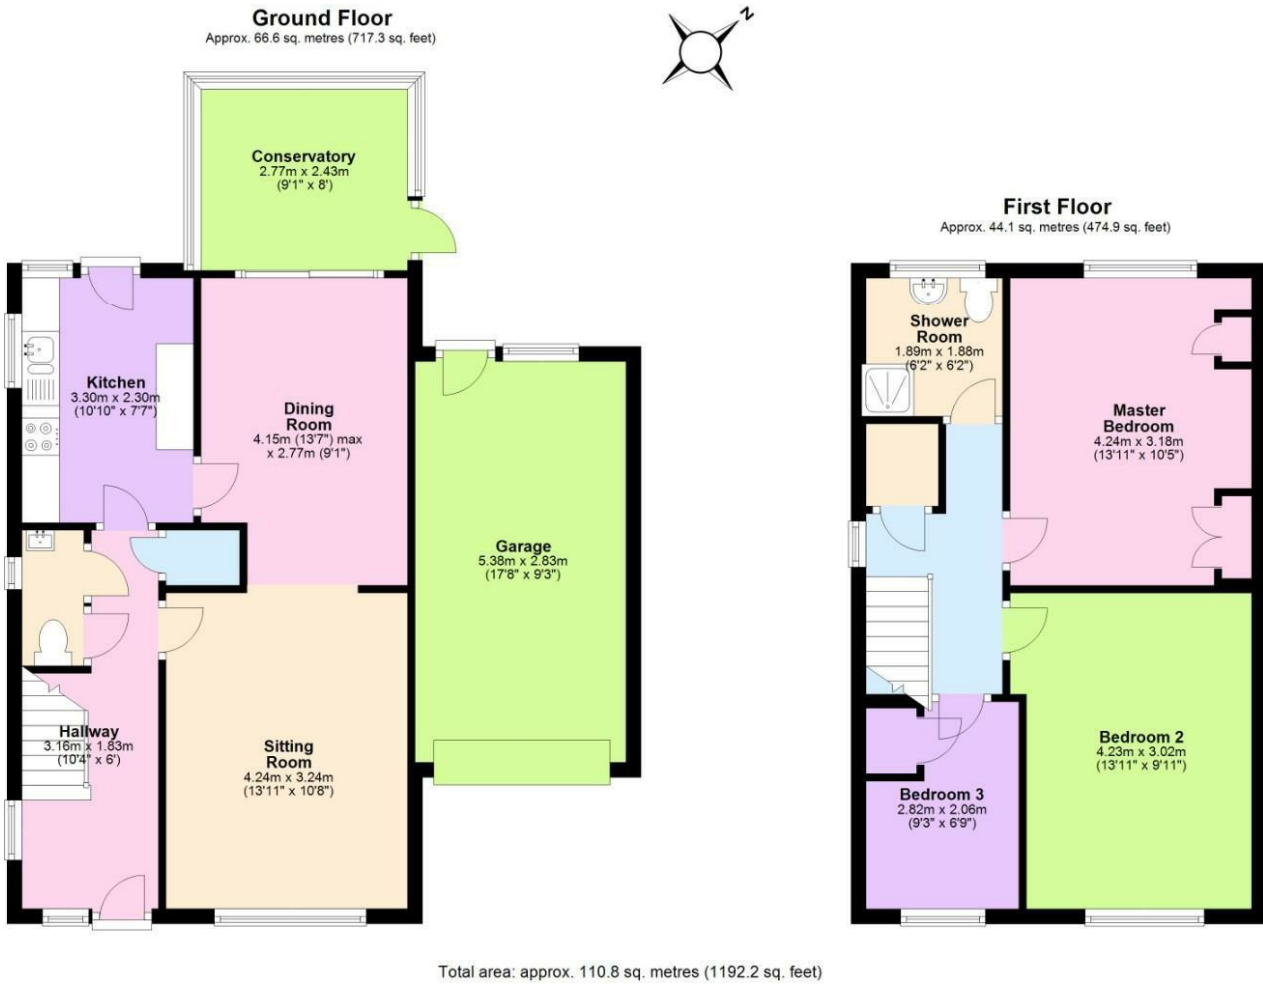 Ground Floor
Approx. 66.6 sq. metres (717.3 sq. feet)
N
Conservatory
2.77m x 2.43m
(9'1" x 8')
Kitchen
3.30m x 2.30m
(10'10" x 7'7")
Dining
Room
4.15m (13'7") max
x 2.77m (9'1")
Garage
5.38m x 2.83m
(17'8" x 9'3")
Hallway
3.16m x 1.83m
(10'4" x 6')
Sitting
Room
4.24m x 3.24m
(13'11" x 10'8")
First Floor
Approx. 44.1 sq. metres (474.9 sq. feet)
Shower
Room
1.89m x 1.88m
(6'2" x 6'2")
Master
Bedroom
4.24m x 3.18m
(13'11" x 10'5")
Bedroom 2
4.23m x 3.02m
(13'11" x 9'11")
Bedroom 3
2.82m x 2.06m
(9'3" x 6'9")
Total area: approx. 110.8 sq. metres (1192.2 sq. feet)